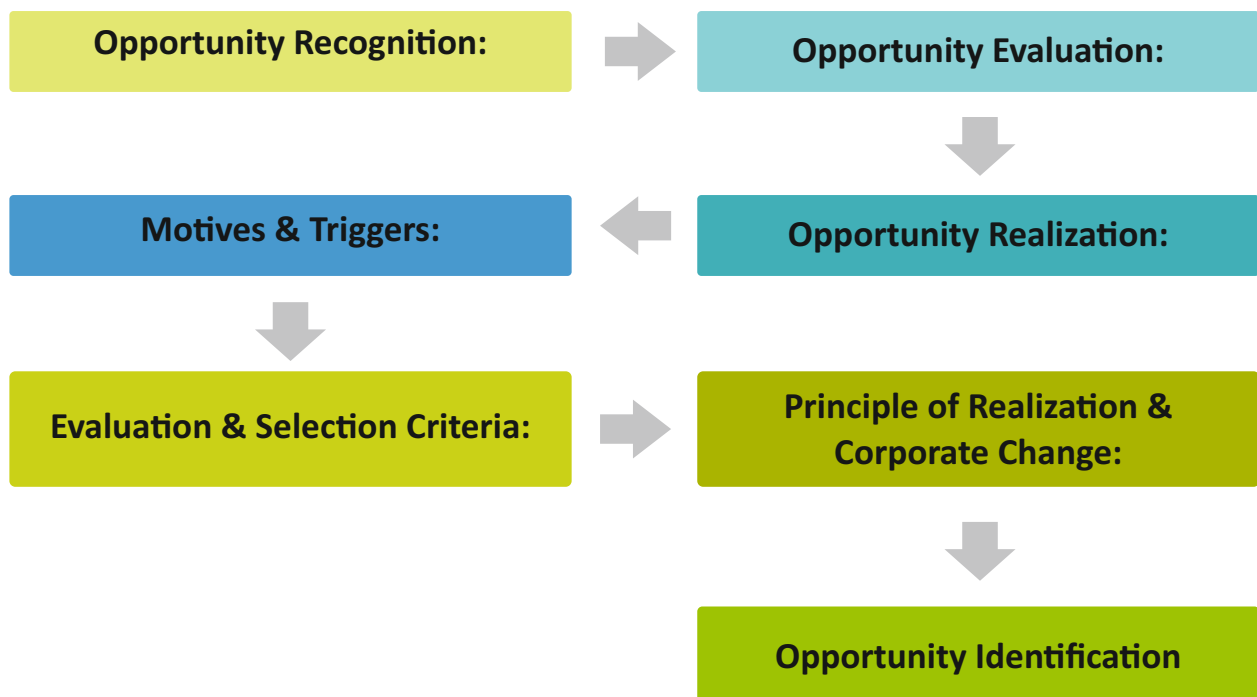 Opportunity Recognition:
Opportunity Evaluation:
Motives & Triggers:
Opportunity Realization:
Evaluation & Selection Criteria:
Principle of Realization &
Corporate Change:
Opportunity Identification